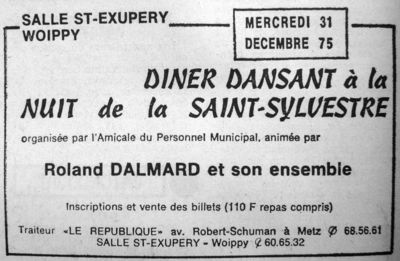 SALLE ST-EXUPERY
WOIPPY
MERCREDI 31
DECEMBRE 75
DINER DANSANT à la
NUIT de la SAINT-SYLVESTRE
organisée par l'Amicale du Personnel Municipal, animée par
Roland DALMARD et son ensemble
Inscriptions et vente des billets (110 F repas compris)
Traiteur «LE REPUBLIQUE» av. Robert-Schuman à Metz ✆ 68.56.61
SALLE ST-EXUPERY - Woippy ✆ 60.65.32